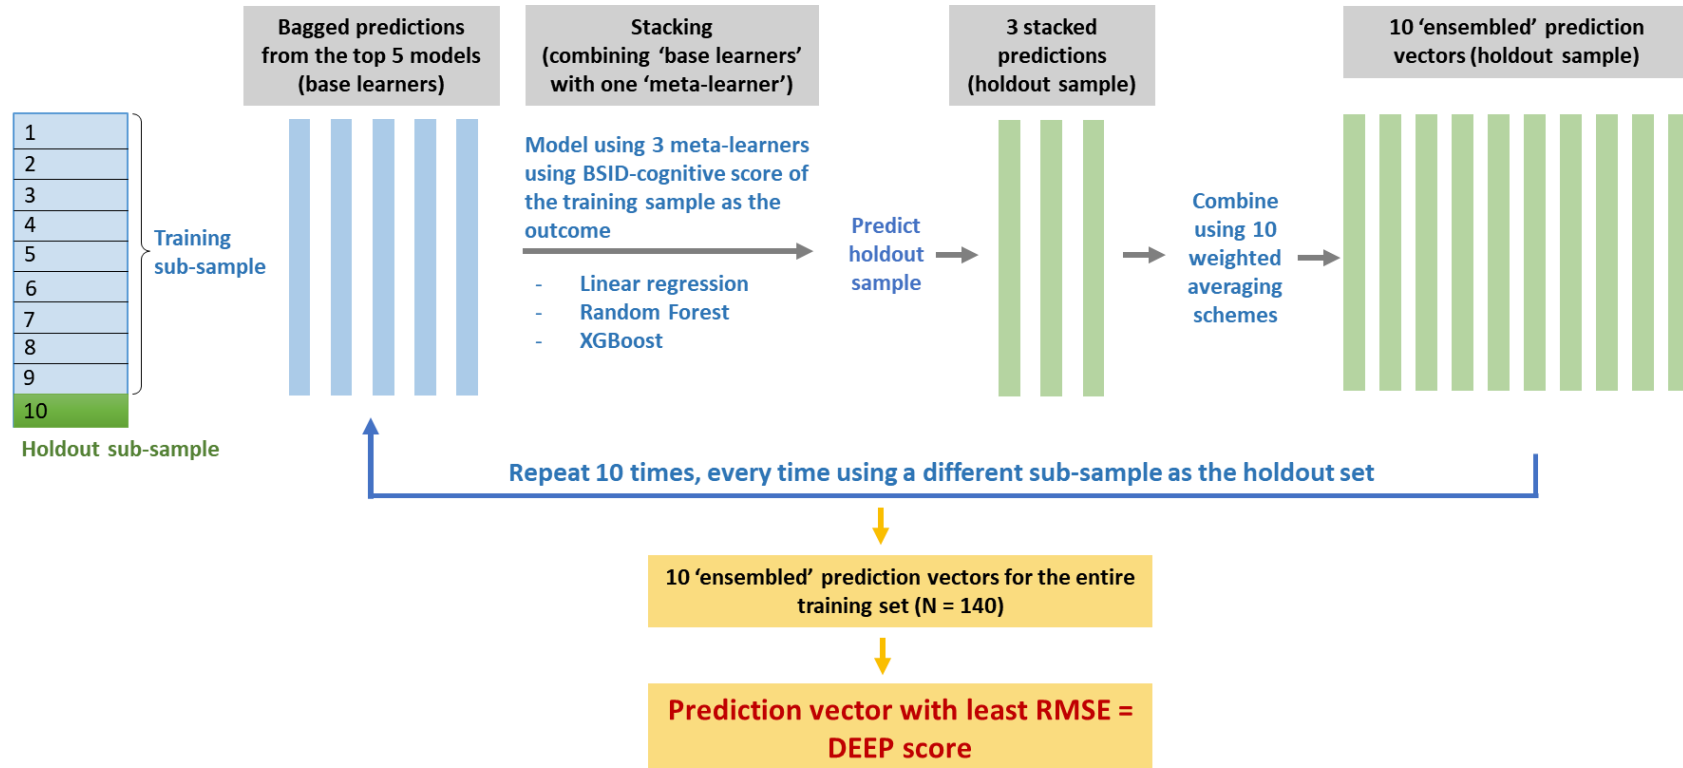 Bagged predictions
from the top 5 models
(base learners)
Stacking
(combining ‘base learners’
with one ‘meta-learner’)
3 stacked
predictions
(holdout sample)
10 ‘ensembled’ prediction
vectors (holdout sample)
1
2
3
4
5
6
7
8
9
10
Training
sub-sample
Holdout sub-sample
Model using 3 meta-learners
using BSID-cognitive score of
the training sample as the
outcome
- Linear regression
- Random Forest
- XGBoost
Predict
holdout
sample
Combine
using 10
weighted
averaging
schemes
Repeat 10 times, every time using a different sub-sample as the holdout set
10 ‘ensembled’ prediction vectors for the entire
training set (N = 140)
Prediction vector with least RMSE =
DEEP score